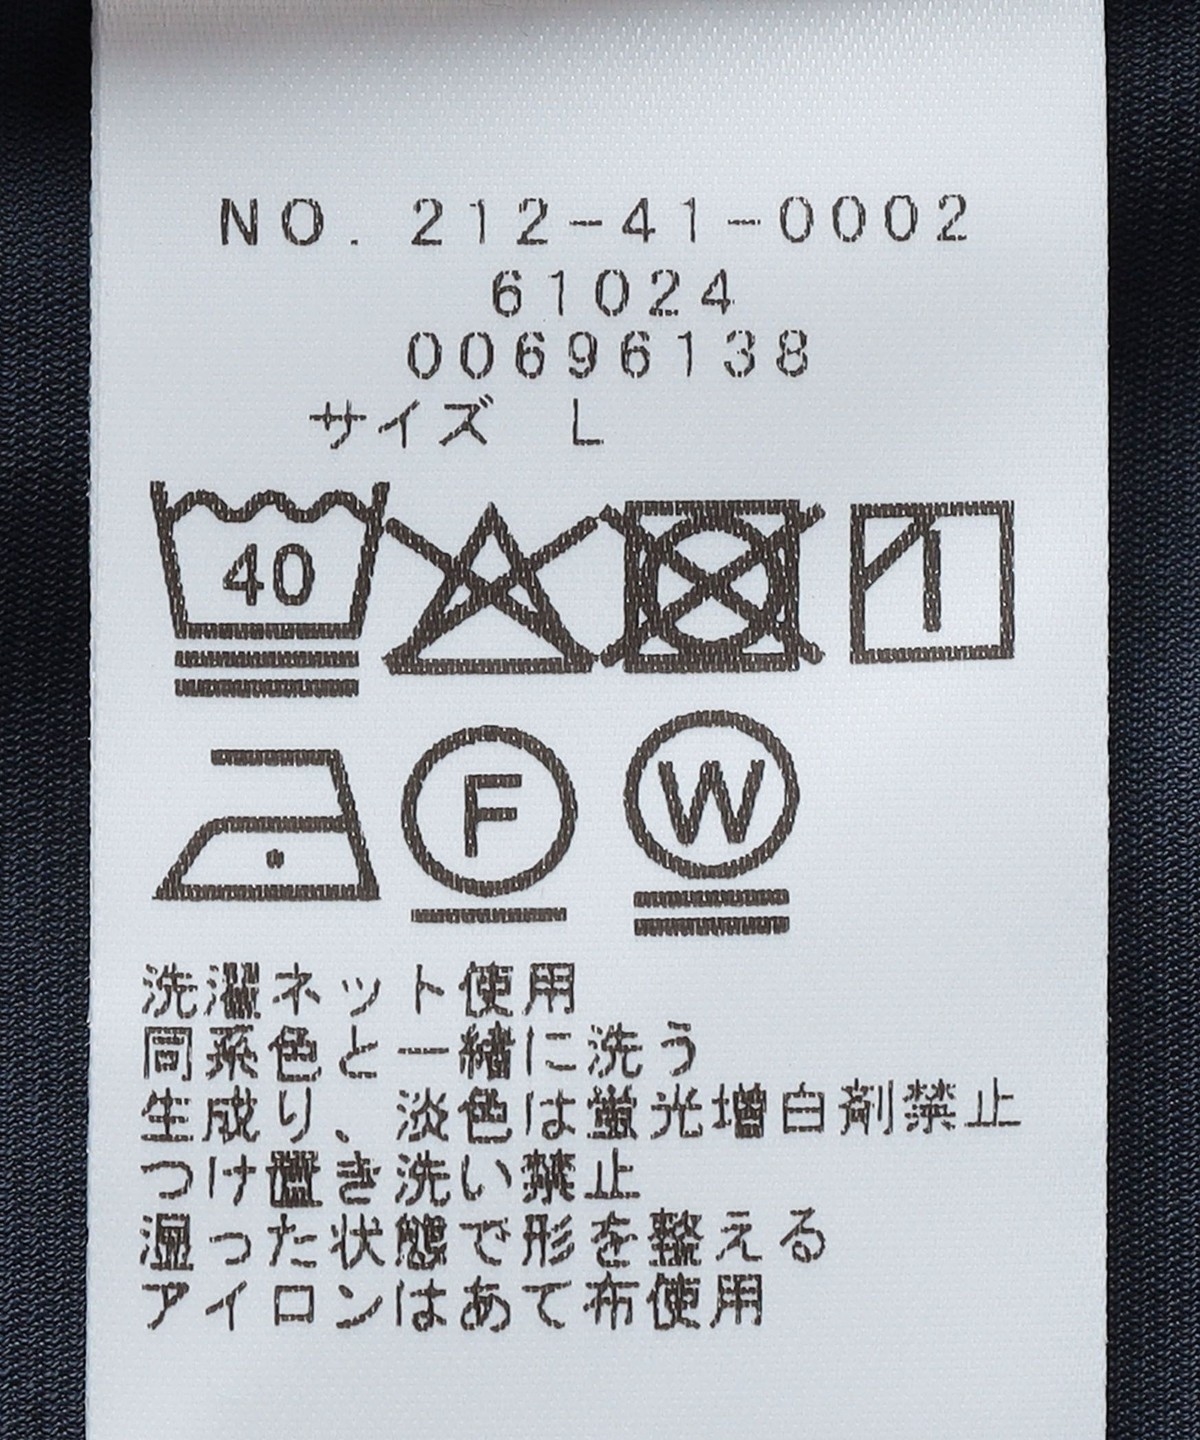 NO. 212-41-0002
61024
00696138
サイズ L
40
F
W
洗濯ネット使用
同系色と一緒に洗う
生成り、淡色は蛍光増白剤禁止
つけ置き洗い禁止
湿った状態で形を整える
アイロンはあて布使用